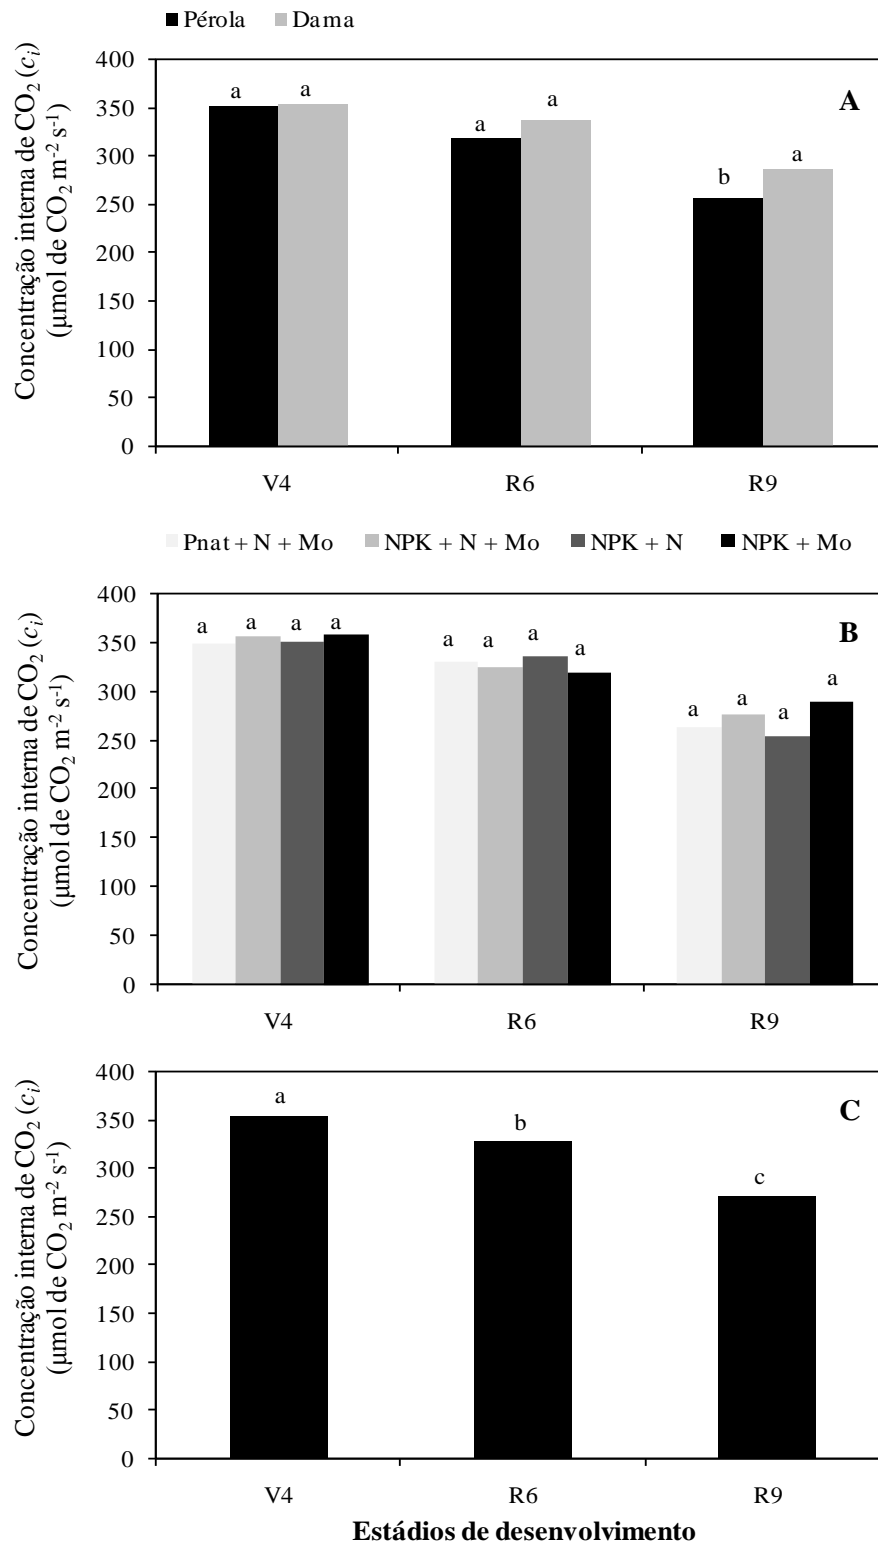 Pérola Dama
Concentração interna de CO₂ (cᵢ)
(µmol de CO₂ m⁻² s⁻¹)
400
350
300
250
200
150
100
50
0
a a
a a
b a
A
V4 R6 R9
Pnat + N + Mo NPK + N + Mo NPK + N NPK + Mo
Concentração interna de CO₂ (cᵢ)
(µmol de CO₂ m⁻² s⁻¹)
400
350
300
250
200
150
100
50
0
a a a a
a a a a
a a a a
B
V4 R6 R9
Concentração interna de CO₂ (cᵢ)
(µmol de CO₂ m⁻² s⁻¹)
400
350
300
250
200
150
100
50
0
a
b
c
C
V4 R6 R9
Estádios de desenvolvimento